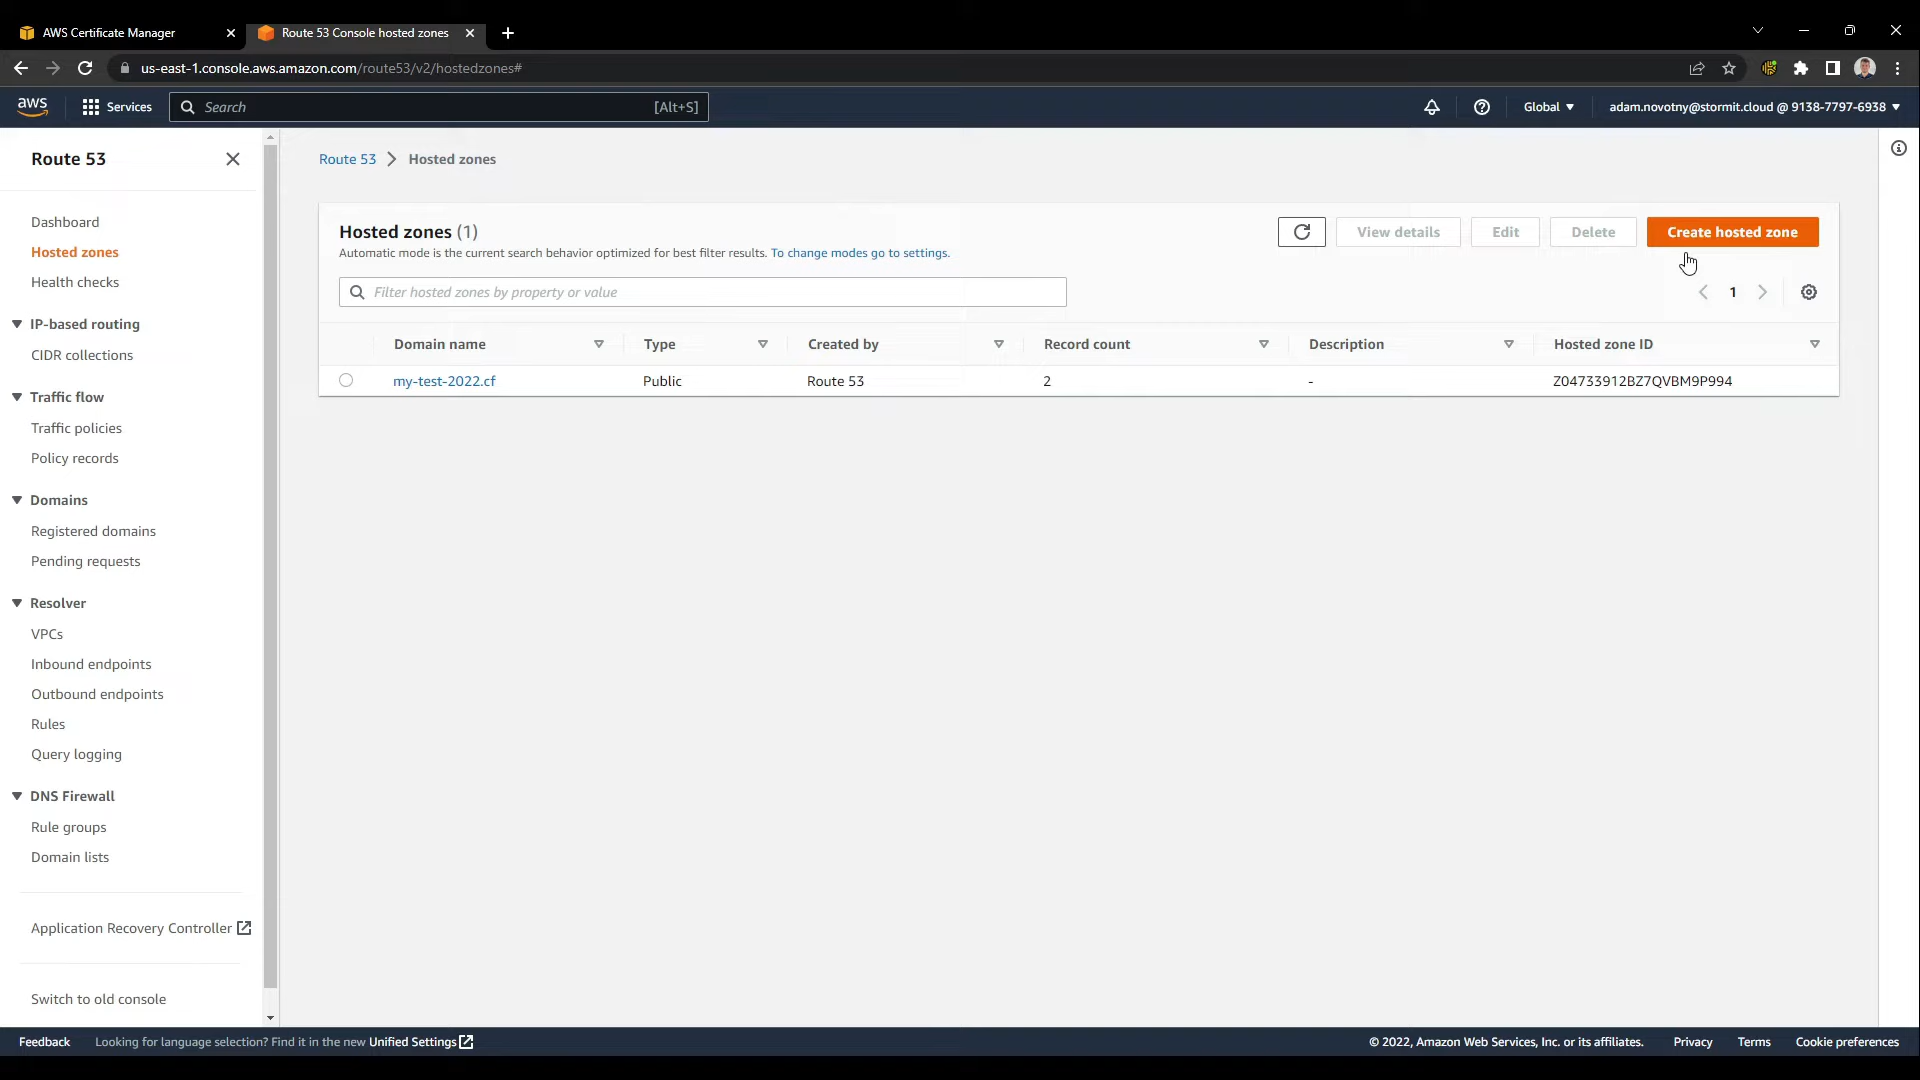 AWS Certificate Manager
Route 53 Console hosted zones
us-east-1.console.aws.amazon.com/route53/v2/hostedzones#
aws
Services
Search
[Alt+S]
Global
adam.novotny@stormit.cloud @ 9138-7797-6938
Route 53
Dashboard
Hosted zones
Health checks
IP-based routing
CIDR collections
Traffic flow
Traffic policies
Policy records
Domains
Registered domains
Pending requests
Resolver
VPCs
Inbound endpoints
Outbound endpoints
Rules
Query logging
DNS Firewall
Rule groups
Domain lists
Application Recovery Controller
Switch to old console
Route 53 > Hosted zones
Hosted zones (1)
Automatic mode is the current search behavior optimized for best filter results. To change modes go to settings.
View details
Edit
Delete
Create hosted zone
Filter hosted zones by property or value
1
Domain name Type Created by Record count Description Hosted zone ID
my-test-2022.cf Public Route 53 2 - Z04733912BZ7QVBM9P994
Feedback
Looking for language selection? Find it in the new Unified Settings
© 2022, Amazon Web Services, Inc. or its affiliates.
Privacy
Terms
Cookie preferences